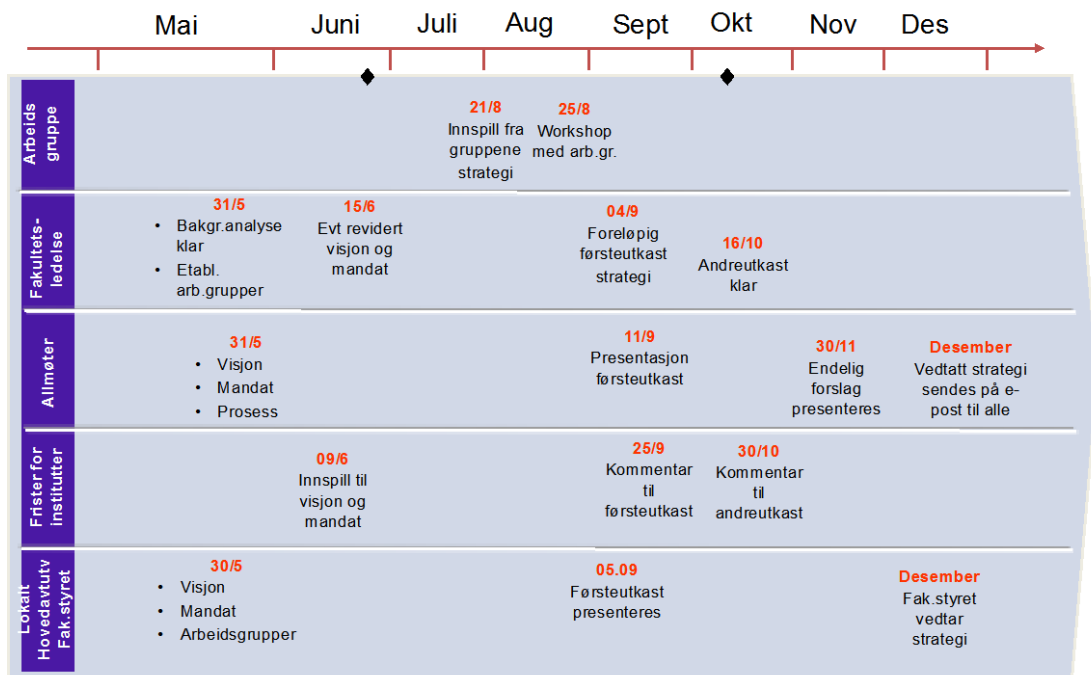 Mai Juni Juli Aug Sept Okt Nov Des
Arbeids
gruppe
21/8
Innspill fra
gruppene
strategi
25/8
Workshop
med arb.gr.
Fakultets-
ledelse
31/5
• Bakgr.analyse
klar
• Etabl.
arb.grupper
15/6
Evt revidert
visjon og
mandat
04/9
Foreløpig
førsteutkast
strategi
16/10
Andreutkast
klar
Allmøter
31/5
• Visjon
• Mandat
• Prosess
11/9
Presentasjon
førsteutkast
30/11
Endelig
forslag
presenteres
Desember
Vedtatt strategi
sendes på e-
post til alle
Frister for
institutter
09/6
Innspill til
visjon og
mandat
25/9
Kommentar
til
førsteutkast
30/10
Kommentar
til
andreutkast
Lokalt
Hovedavtutv
Fak.styret
30/5
• Visjon
• Mandat
• Arbeidsgrupper
05.09
Førsteutkast
presenteres
Desember
Fak.styret
vedtar
strategi